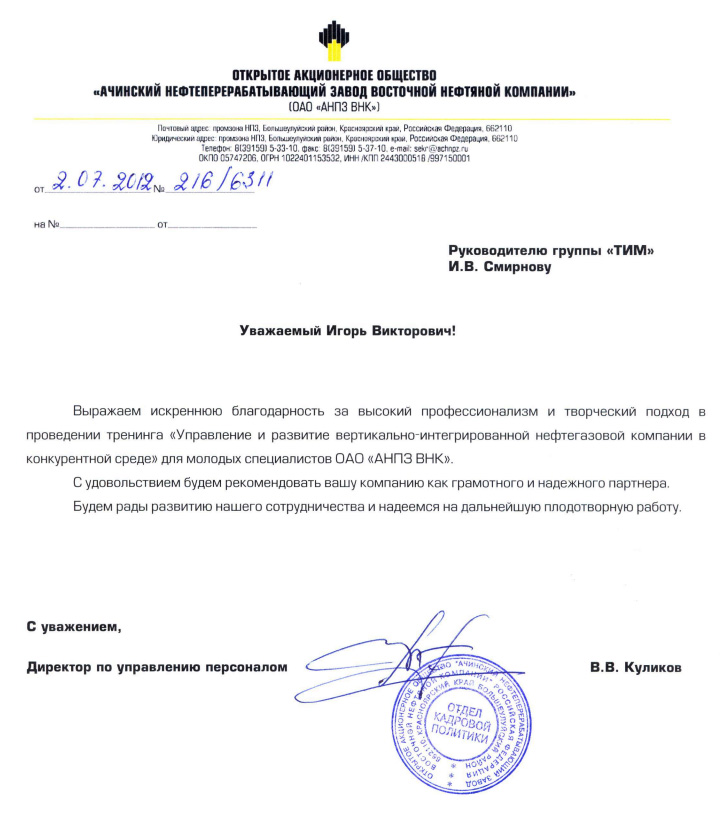 ОТКРЫТОЕ АКЦИОНЕРНОЕ ОБЩЕСТВО
«АЧИНСКИЙ НЕФТЕПЕРЕРАБАТЫВАЮЩИЙ ЗАВОД ВОСТОЧНОЙ НЕФТЯНОЙ КОМПАНИИ»
(ОАО «АНПЗ ВНК»)
Почтовый адрес: промзона НПЗ, Большеулуйский район, Красноярский край, Российская Федерация, 662110
Юридический адрес: промзона НПЗ, Большеулуйский район, Красноярский край, Российская Федерация, 662110
Телефон: 8(39159) 5-33-10, факс: 8(39159) 5-37-10, e-mail: sekr@achnpz.ru
ОКПО 05747206, ОГРН 1022401153532, ИНН /КПП 2443000518 /997150001
от 2.07.2012 № 216/6311
на № от
Руководителю группы «ТИМ»
И.В. Смирнову
Уважаемый Игорь Викторович!
Выражаем искреннюю благодарность за высокий профессионализм и творческий подход в
проведении тренинга «Управление и развитие вертикально-интегрированной нефтегазовой компании в
конкурентной среде» для молодых специалистов ОАО «АНПЗ ВНК».
С удовольствием будем рекомендовать вашу компанию как грамотного и надежного партнера.
Будем рады развитию нашего сотрудничества и надеемся на дальнейшую плодотворную работу.
С уважением,
Директор по управлению персоналом
В.В. Куликов
ОТКРЫТОЕ АКЦИОНЕРНОЕ ОБЩЕСТВО "АЧИНСКИЙ НЕФТЕПЕРЕРАБАТЫВАЮЩИЙ ЗАВОД
ВОСТОЧНОЙ НЕФТЯНОЙ КОМПАНИИ" РОССИЙСКАЯ ФЕДЕРАЦИЯ
662110, КРАСНОЯРСКИЙ КРАЙ, БОЛЬШЕУЛУЙСКИЙ РАЙОН
ОТДЕЛ
КАДРОВОЙ
ПОЛИТИКИ